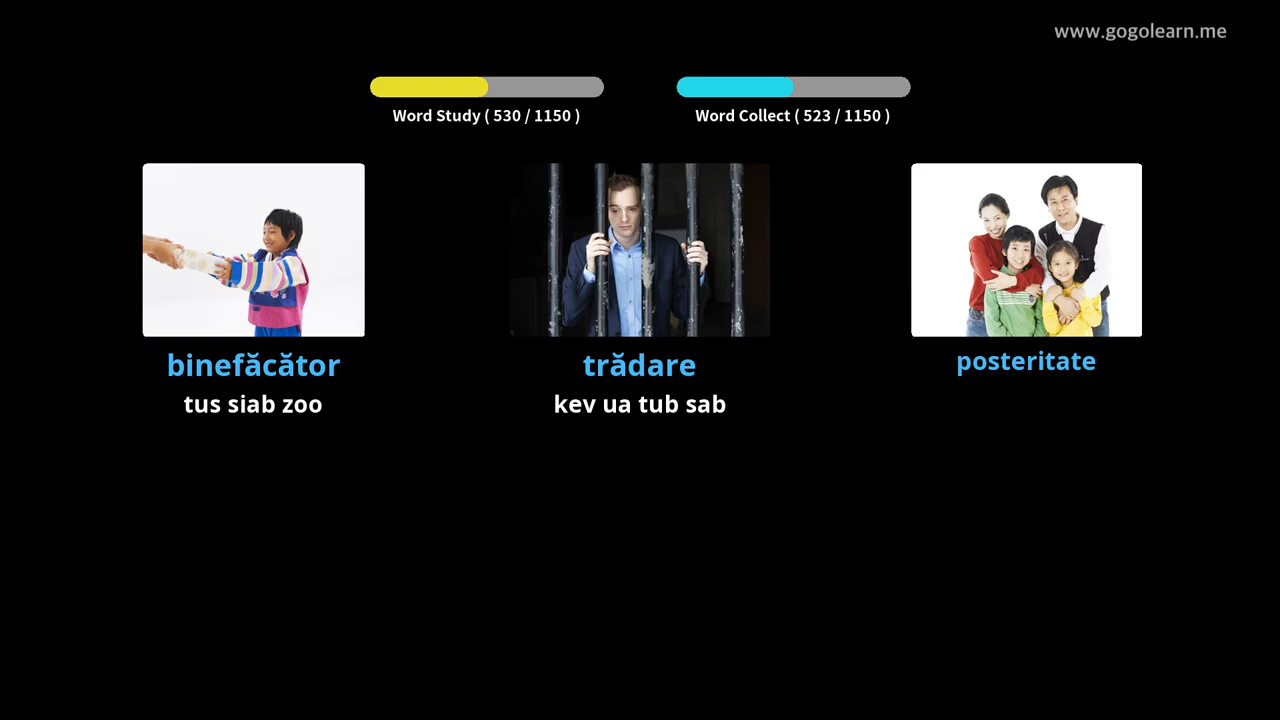 www.gogolearn.me
Word Study ( 530 / 1150 )
Word Collect ( 523 / 1150 )
binefăcător
tus siab zoo
trădare
kev ua tub sab
posteritate